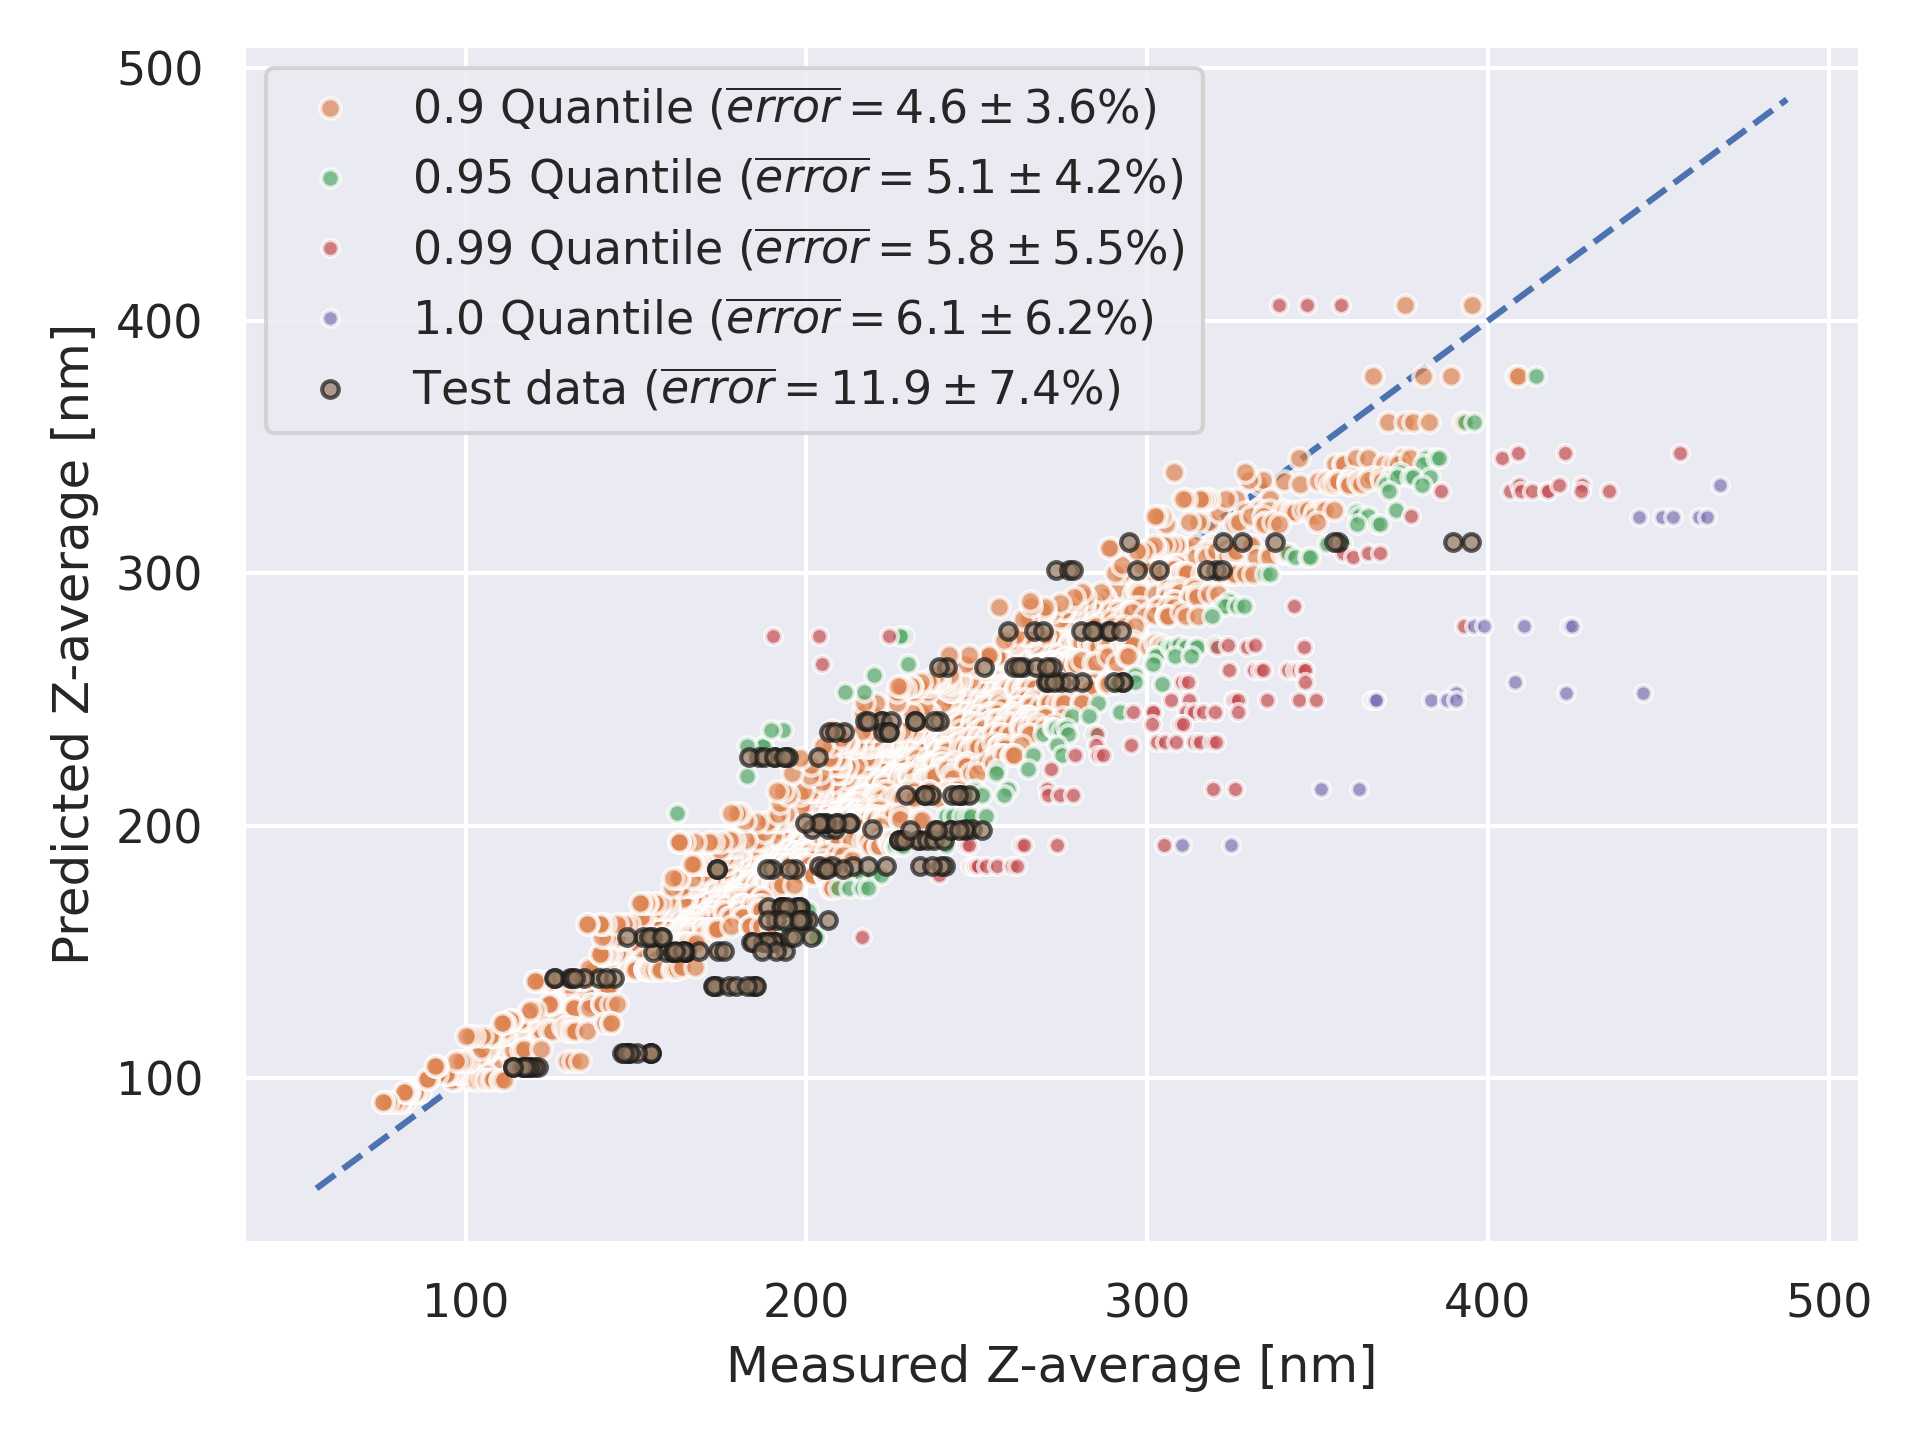 0.9 Quantile (error = 4.6 ± 3.6%)
0.95 Quantile (error = 5.1 ± 4.2%)
0.99 Quantile (error = 5.8 ± 5.5%)
1.0 Quantile (error = 6.1 ± 6.2%)
Test data (error = 11.9 ± 7.4%)
500
400
300
200
100
Predicted Z-average [nm]
100 200 300 400 500
Measured Z-average [nm]